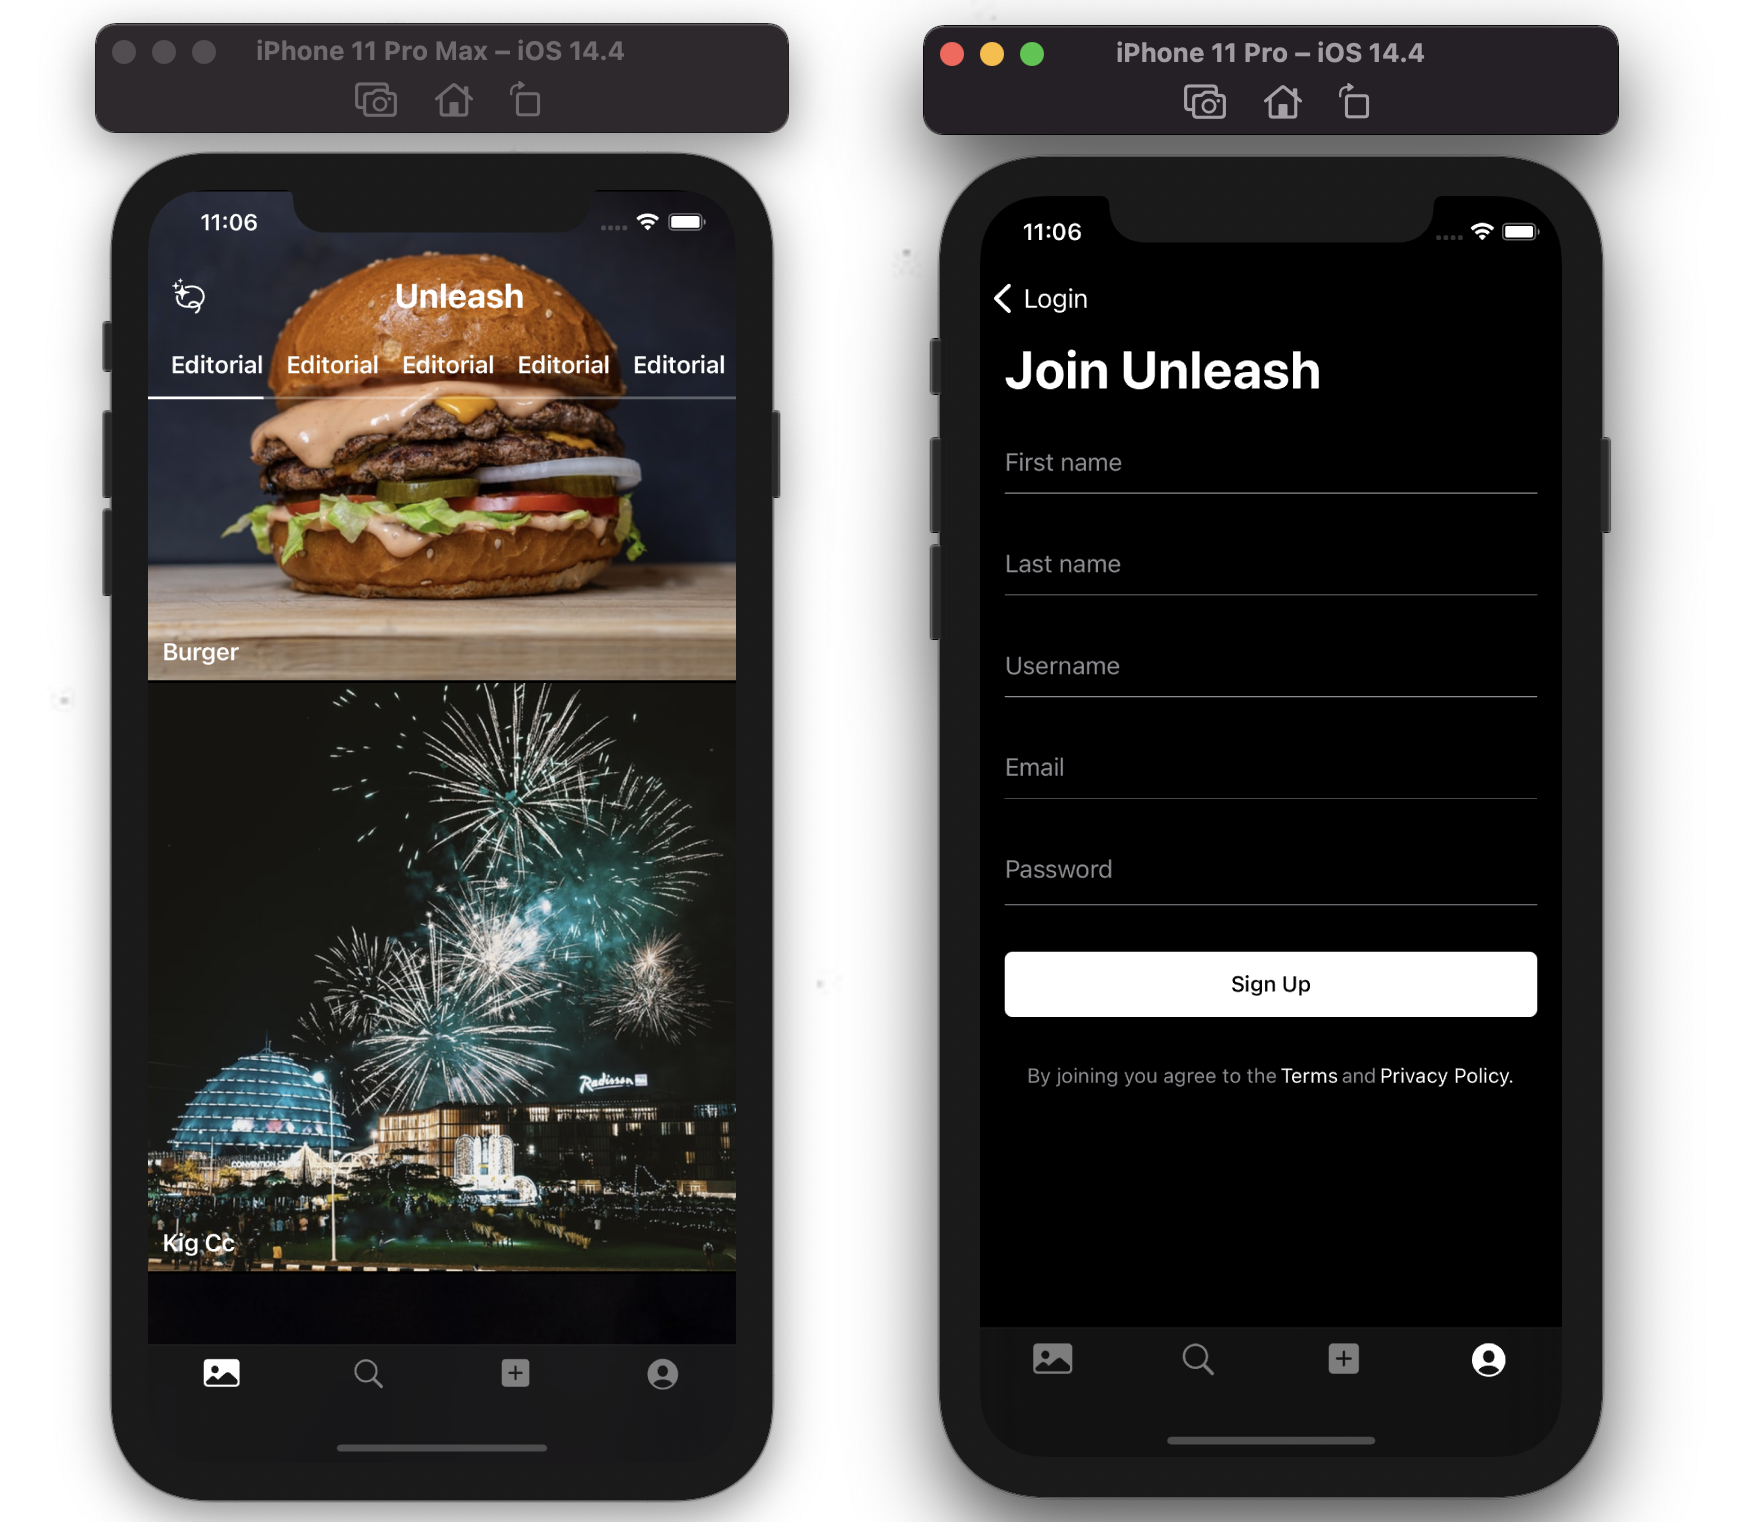 iPhone 11 Pro Max – iOS 14.4
11:06
Unleash
Editorial Editorial Editorial Editorial Editorial
Burger
Radisson
CONVENTION
Kig Cc
iPhone 11 Pro – iOS 14.4
11:06
Login
Join Unleash
First name
Last name
Username
Email
Password
Sign Up
By joining you agree to the Terms and Privacy Policy.